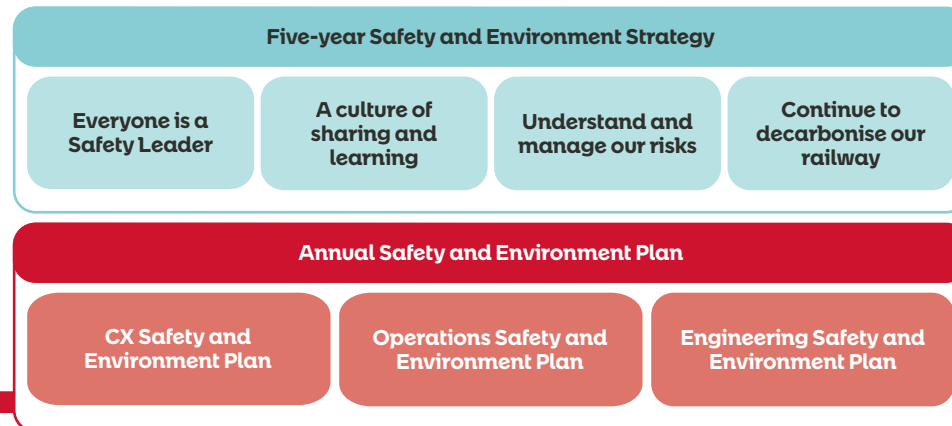 Five-year Safety and Environment Strategy
Everyone is a
Safety Leader
A culture of
sharing and
learning
Understand and
manage our risks
Continue to
decarbonise our
railway
Annual Safety and Environment Plan
CX Safety and
Environment Plan
Operations Safety and
Environment Plan
Engineering Safety and
Environment Plan